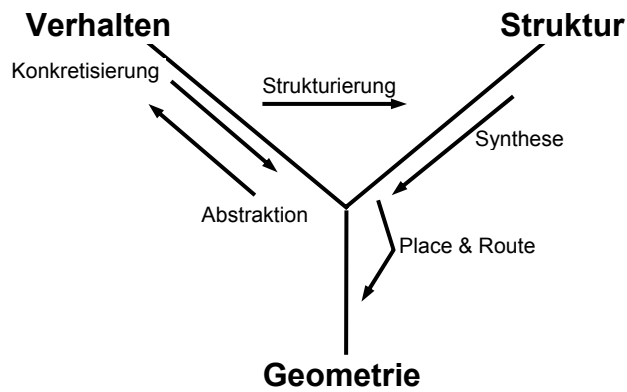 Verhalten
Struktur
Konkretisierung
Strukturierung
Synthese
Abstraktion
Place & Route
Geometrie